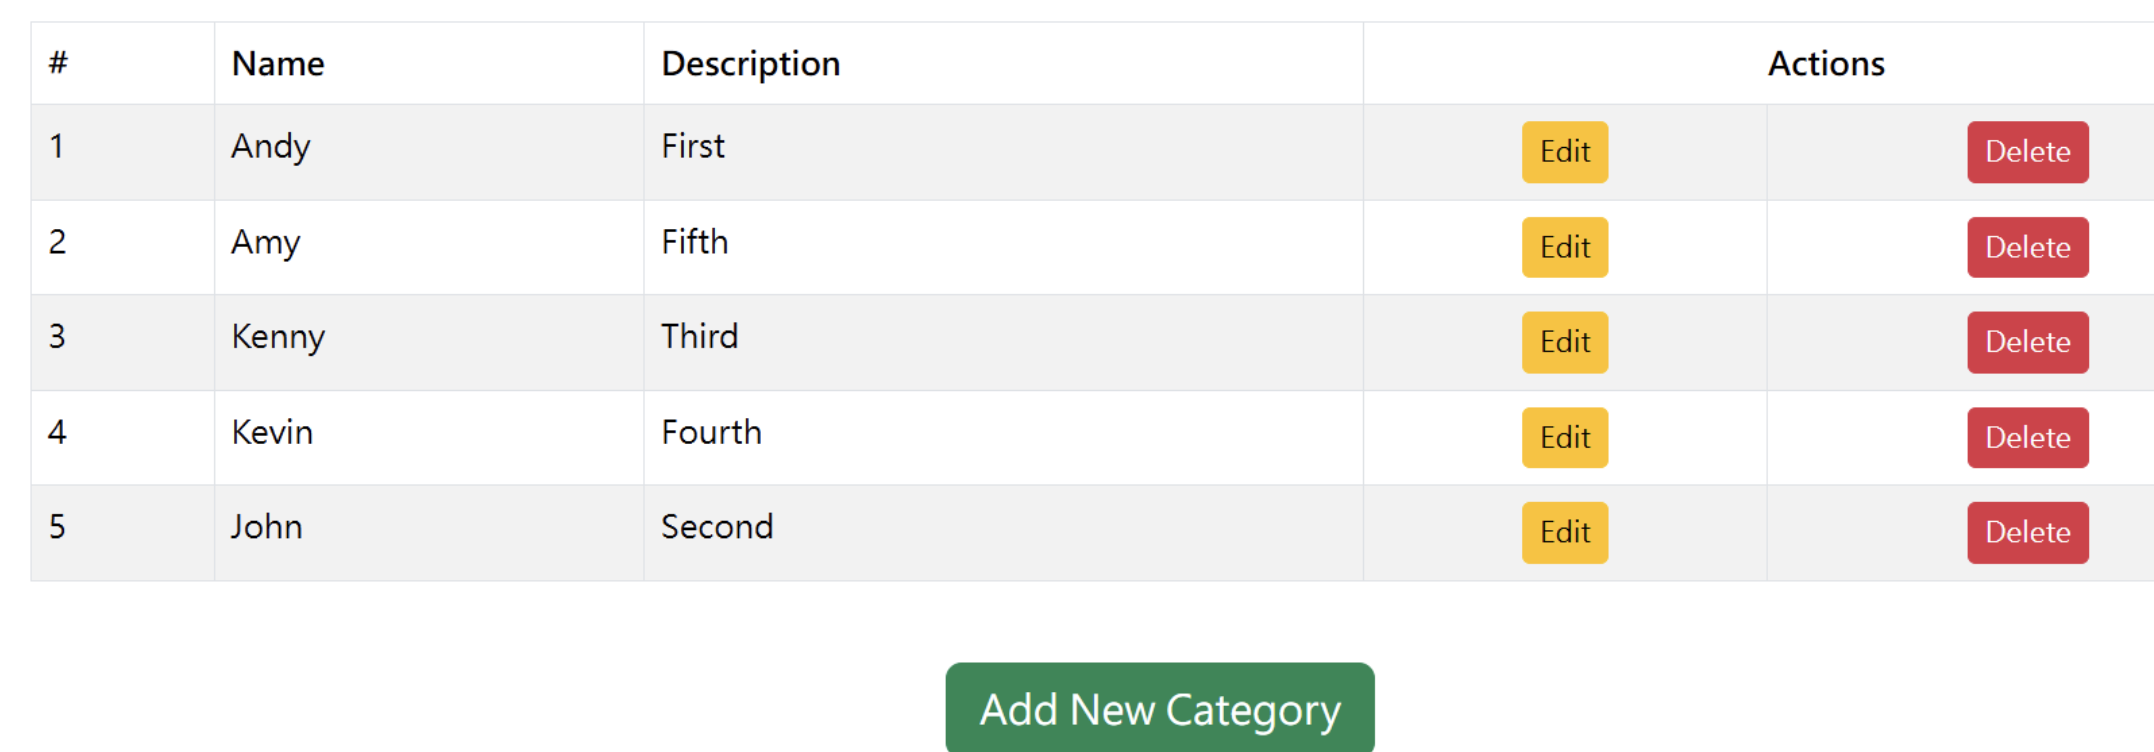 # Name Description Actions
1 Andy First Edit Delete
2 Amy Fifth Edit Delete
3 Kenny Third Edit Delete
4 Kevin Fourth Edit Delete
5 John Second Edit Delete
Add New Category